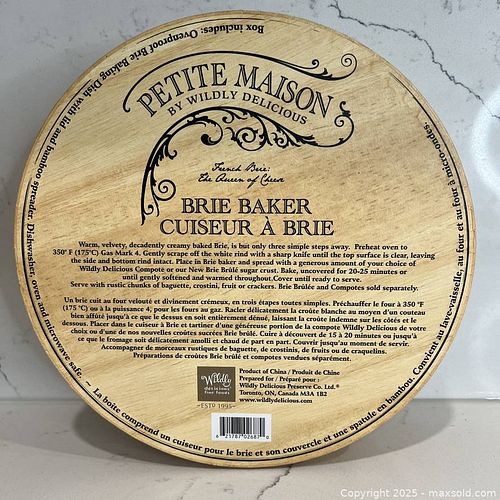 Box includes: Ovenproof Brie Baking Dish with lid and bamboo spreader. Dishwasher, oven and microwave safe. ~ La boîte comprend un cuiseur pour le brie et son couvercle et une spatule en bambou. Convient au lave-vaisselle, au four et au four à micro-ondes.
PETITE MAISON
BY WILDLY DELICIOUS
French Brie:
The Queen of Cheese
BRIE BAKER
CUISEUR À BRIE
Warm, velvety, decadently creamy baked Brie, is but only three simple steps away. Preheat oven to
350° F (175°C) Gas Mark 4. Gently scrape off the white rind with a sharp knife until the top surface is clear, leaving
the side and bottom rind intact. Place in Brie baker and spread with a generous amount of your choice of
Wildly Delicious Compote or our New Brie Brûlé sugar crust. Bake, uncovered for 20-25 minutes or
until gently softened and warmed throughout. Cover until ready to serve.
Serve with rustic chunks of baguette, crostini, fruit or crackers. Brie Brûlée and Compotes sold separately.
Un brie cuit au four velouté et divinement crémeux, en trois étapes toutes simples. Préchauffer le four à 350 °F
(175 °C) ou à la puissance 4, pour les fours au gaz. Racler délicatement la croûte blanche au moyen d'un couteau
bien affûté jusqu'à ce que le dessus en soit entièrement dénué, laissant la croûte indemne sur les côtés et le
dessous. Placer dans le cuiseur à Brie et tartiner d'une généreuse portion de la compote Wildly Delicious de votre
choix ou d'une de nos nouvelles croûtes sucrées Brie brûlé. Cuire à découvert de 15 à 20 minutes ou jusqu'à
ce que le fromage soit délicatement amolli et chaud de part en part. Couvrir jusqu'au moment de servir.
Accompagner de morceaux rustiques de baguette, de crostinis, de fruits ou de craquelins.
Préparations de croûtes Brie brûlé et compotes vendues séparément.
Wildly
delicious
fine foods
~ESTD 1995~
Product of China / Produit de Chine
Prepared for / Préparé pour :
Wildly Delicious Preserve Co. Ltd.®
Toronto, ON, Canada M3A 1B2
www.wildlydelicious.com
6 21787 02687 0
Copyright 2025 - maxsold.com